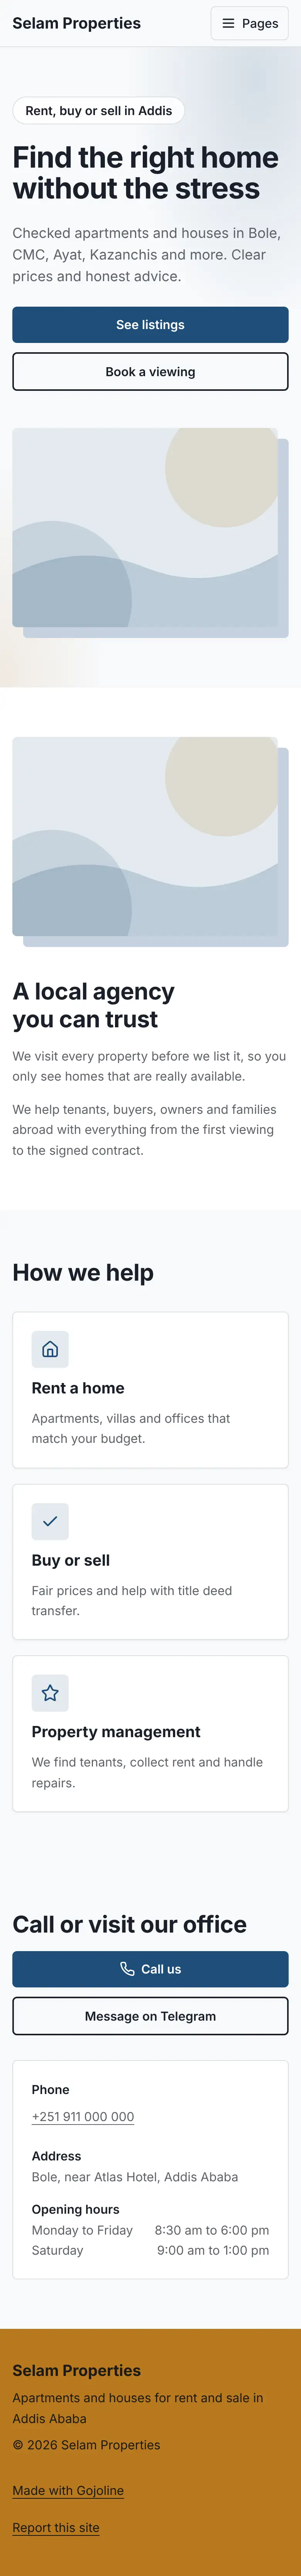 Selam Properties
Pages
Rent, buy or sell in Addis
Find the right home
without the stress
Checked apartments and houses in Bole,
CMC, Ayat, Kazanchis and more. Clear
prices and honest advice.
See listings
Book a viewing
A local agency
you can trust
We visit every property before we list it, so you
only see homes that are really available.
We help tenants, buyers, owners and families
abroad with everything from the first viewing
to the signed contract.
How we help
Rent a home
Apartments, villas and offices that
match your budget.
Buy or sell
Fair prices and help with title deed
transfer.
Property management
We find tenants, collect rent and handle
repairs.
Call or visit our office
Call us
Message on Telegram
Phone
+251 911 000 000
Address
Bole, near Atlas Hotel, Addis Ababa
Opening hours
Monday to Friday 8:30 am to 6:00 pm
Saturday 9:00 am to 1:00 pm
Selam Properties
Apartments and houses for rent and sale in
Addis Ababa
© 2026 Selam Properties
Made with Gojoline
Report this site